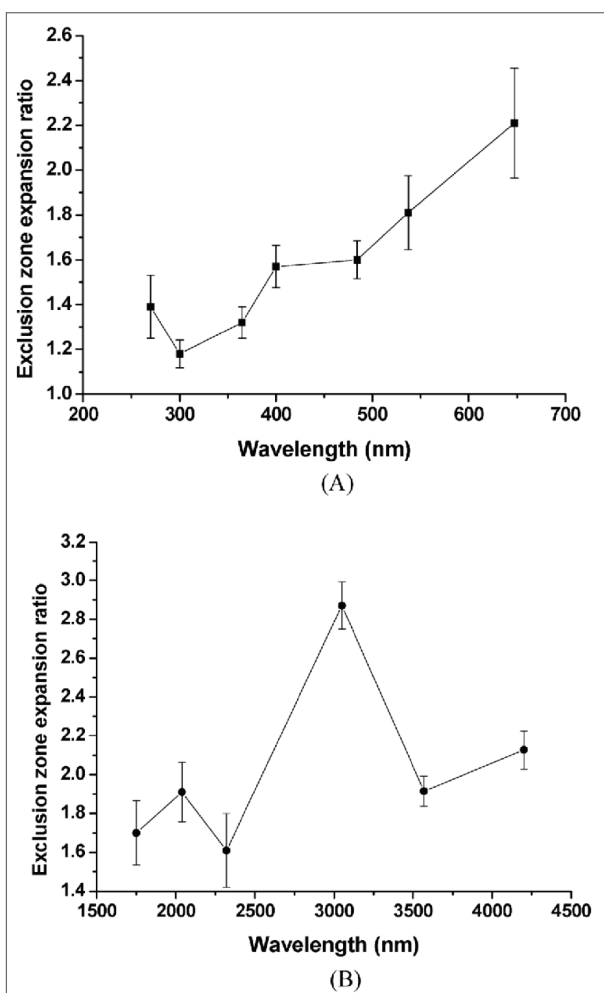 2.6
2.4
2.2
2.0
1.8
1.6
1.4
1.2
1.0
Exclusion zone expansion ratio
200 300 400 500 600 700
Wavelength (nm)
(A)
3.2
3.0
2.8
2.6
2.4
2.2
2.0
1.8
1.6
1.4
Exclusion zone expansion ratio
1500 2000 2500 3000 3500 4000 4500
Wavelength (nm)
(B)